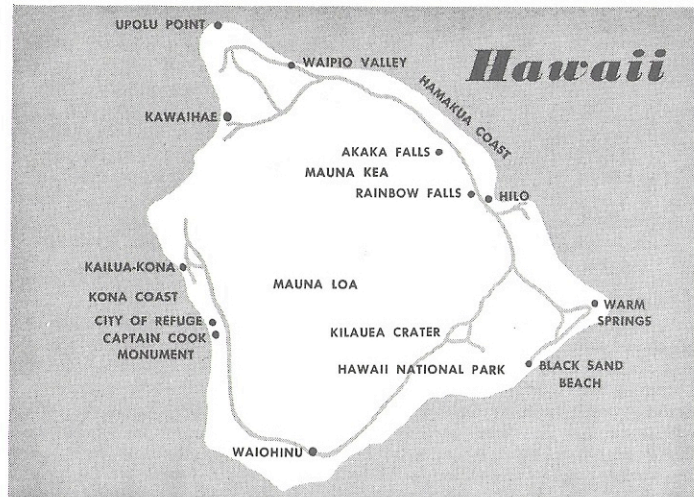 UPOLU POINT
WAIPIO VALLEY
Hawaii
HAMAKUA COAST
KAWAIHAE
AKAKA FALLS
MAUNA KEA
RAINBOW FALLS
HILO
KAILUA-KONA
MAUNA LOA
KONA COAST
WARM
SPRINGS
CITY OF REFUGE
CAPTAIN COOK
MONUMENT
KILAUEA CRATER
HAWAII NATIONAL PARK
BLACK SAND
BEACH
WAIOHINU